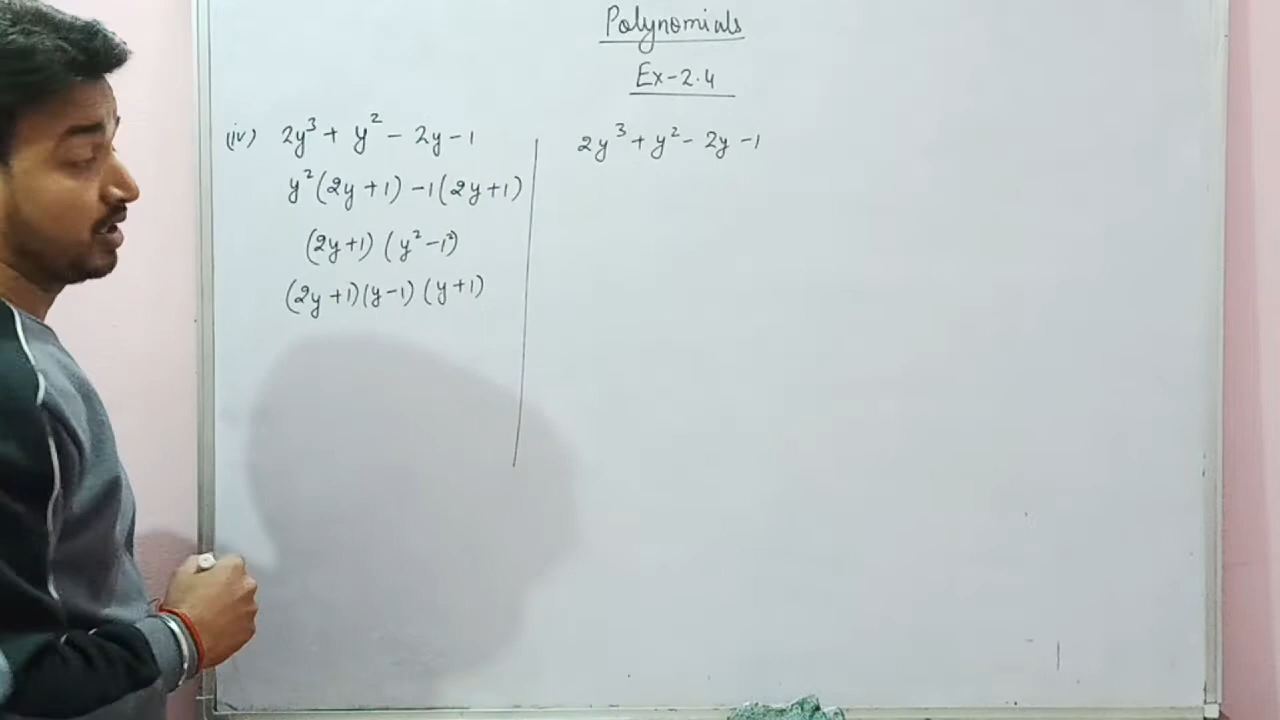 Polynomials
Ex-2.4
(iv) 2y³ + y² - 2y - 1
y²(2y + 1) - 1(2y + 1)
(2y+1) (y² - 1²)
(2y + 1)(y - 1) (y + 1)
2y³ + y² - 2y - 1